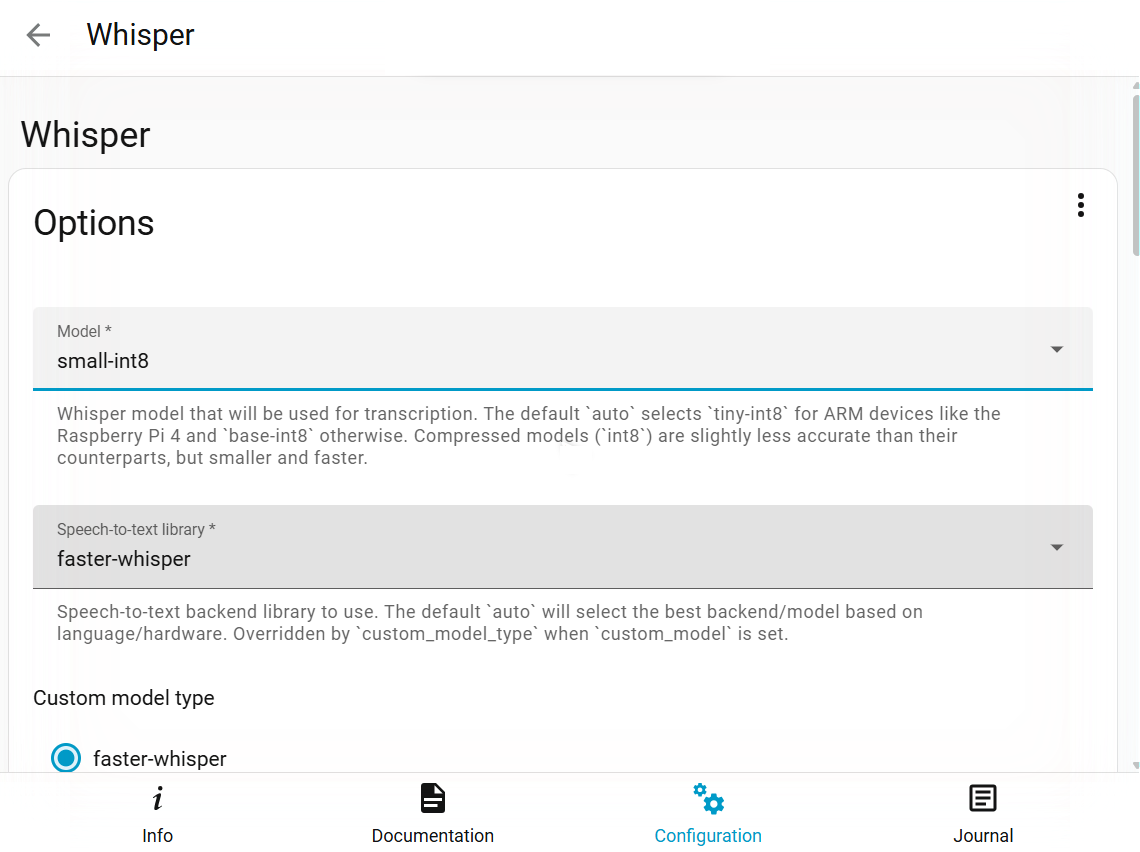 Whisper
Whisper
Options
Model *
small-int8
Whisper model that will be used for transcription. The default `auto` selects `tiny-int8` for ARM devices like the
Raspberry Pi 4 and `base-int8` otherwise. Compressed models (`int8`) are slightly less accurate than their
counterparts, but smaller and faster.
Speech-to-text library *
faster-whisper
Speech-to-text backend library to use. The default `auto` will select the best backend/model based on
language/hardware. Overridden by `custom_model_type` when `custom_model` is set.
Custom model type
faster-whisper
Info
Documentation
Configuration
Journal